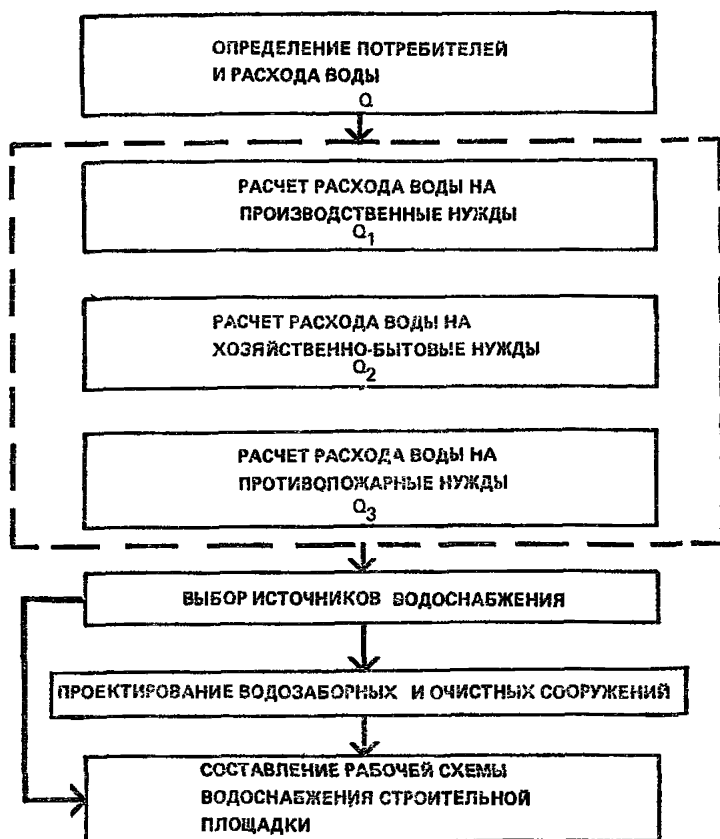 ОПРЕДЕЛЕНИЕ ПОТРЕБИТЕЛЕЙ
И РАСХОДА ВОДЫ
Q
РАСЧЕТ РАСХОДА ВОДЫ НА
ПРОИЗВОДСТВЕННЫЕ НУЖДЫ
Q₁
РАСЧЕТ РАСХОДА ВОДЫ НА
ХОЗЯЙСТВЕННО-БЫТОВЫЕ НУЖДЫ
Q₂
РАСЧЕТ РАСХОДА ВОДЫ НА
ПРОТИВОПОЖАРНЫЕ НУЖДЫ
Q₃
ВЫБОР ИСТОЧНИКОВ ВОДОСНАБЖЕНИЯ
ПРОЕКТИРОВАНИЕ ВОДОЗАБОРНЫХ И ОЧИСТНЫХ СООРУЖЕНИЙ
СОСТАВЛЕНИЕ РАБОЧЕЙ СХЕМЫ
ВОДОСНАБЖЕНИЯ СТРОИТЕЛЬНОЙ
ПЛОЩАДКИ